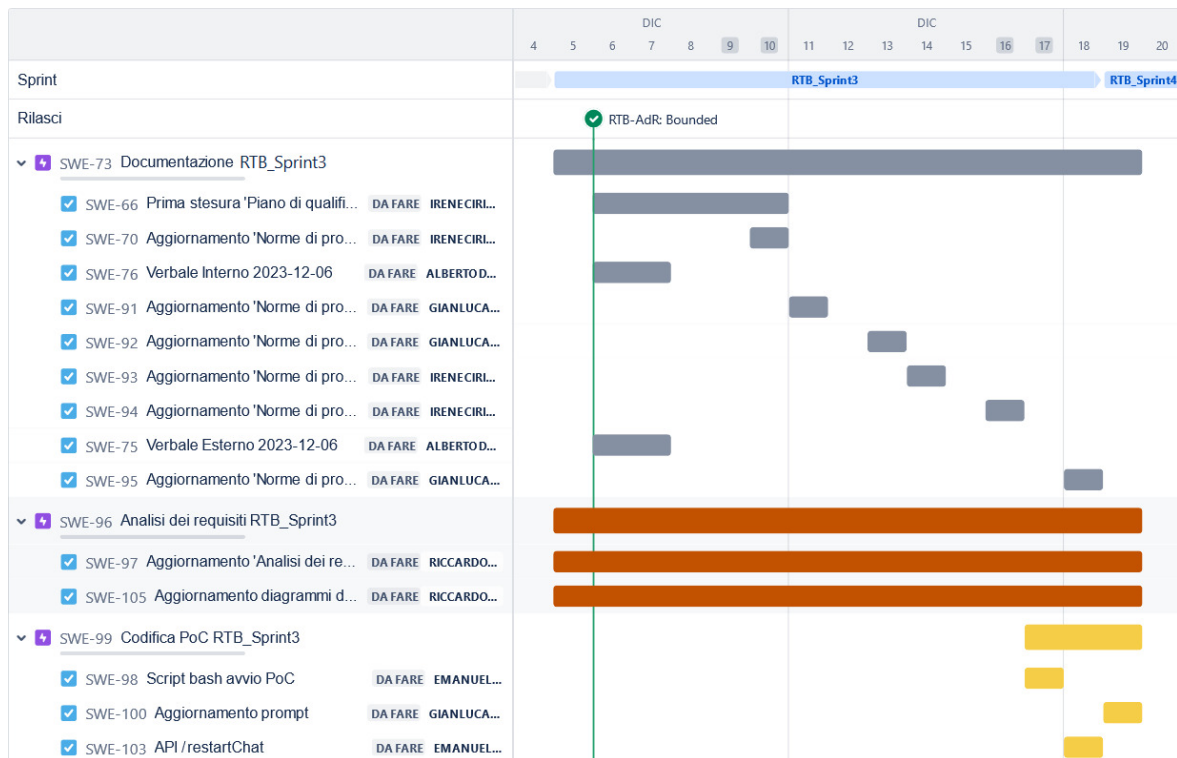 DIC DIC
4 5 6 7 8 9 10 11 12 13 14 15 16 17 18 19 20
Sprint RTB_Sprint3 RTB_Sprint4
Rilasci RTB-AdR: Bounded
SWE-73 Documentazione RTB_Sprint3
SWE-66 Prima stesura 'Piano di qualifi... DA FARE IRENECIRI...
SWE-70 Aggiornamento 'Norme di pro... DA FARE IRENECIRI...
SWE-76 Verbale Interno 2023-12-06 DA FARE ALBERTO D...
SWE-91 Aggiornamento 'Norme di pro... DA FARE GIANLUCA...
SWE-92 Aggiornamento 'Norme di pro... DA FARE GIANLUCA...
SWE-93 Aggiornamento 'Norme di pro... DA FARE IRENECIRI...
SWE-94 Aggiornamento 'Norme di pro... DA FARE IRENECIRI...
SWE-75 Verbale Esterno 2023-12-06 DA FARE ALBERTO D...
SWE-95 Aggiornamento 'Norme di pro... DA FARE GIANLUCA...
SWE-96 Analisi dei requisiti RTB_Sprint3
SWE-97 Aggiornamento 'Analisi dei re... DA FARE RICCARDO...
SWE-105 Aggiornamento diagrammi d... DA FARE RICCARDO...
SWE-99 Codifica PoC RTB_Sprint3
SWE-98 Script bash avvio PoC DA FARE EMANUEL...
SWE-100 Aggiornamento prompt DA FARE GIANLUCA...
SWE-103 API /restartChat DA FARE EMANUEL...